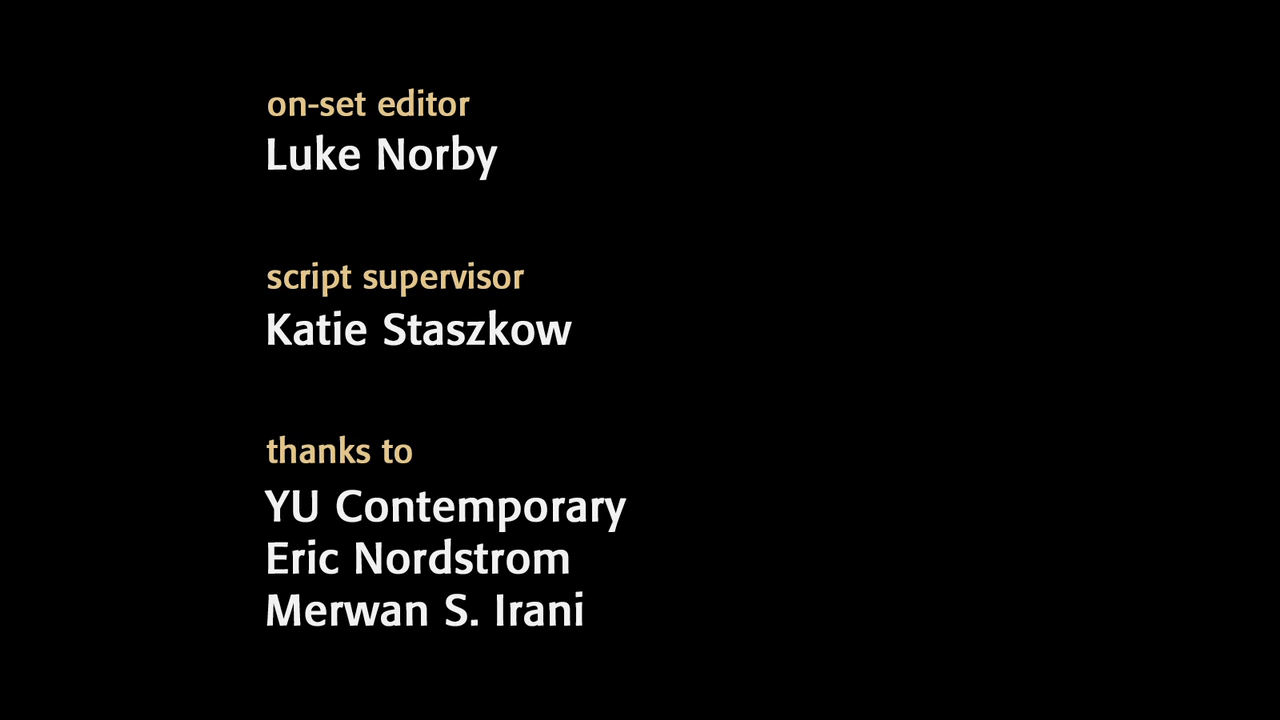 on-set editor
Luke Norby
script supervisor
Katie Staszkow
thanks to
YU Contemporary
Eric Nordstrom
Merwan S. Irani